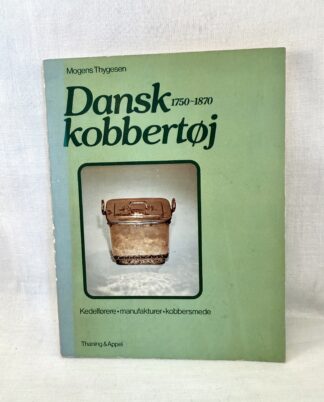 Mogens Thygesen
Dansk 1750-1870
kobbertøj
Kedelførere•manufakturer•kobbersmede
Thaning & Appel